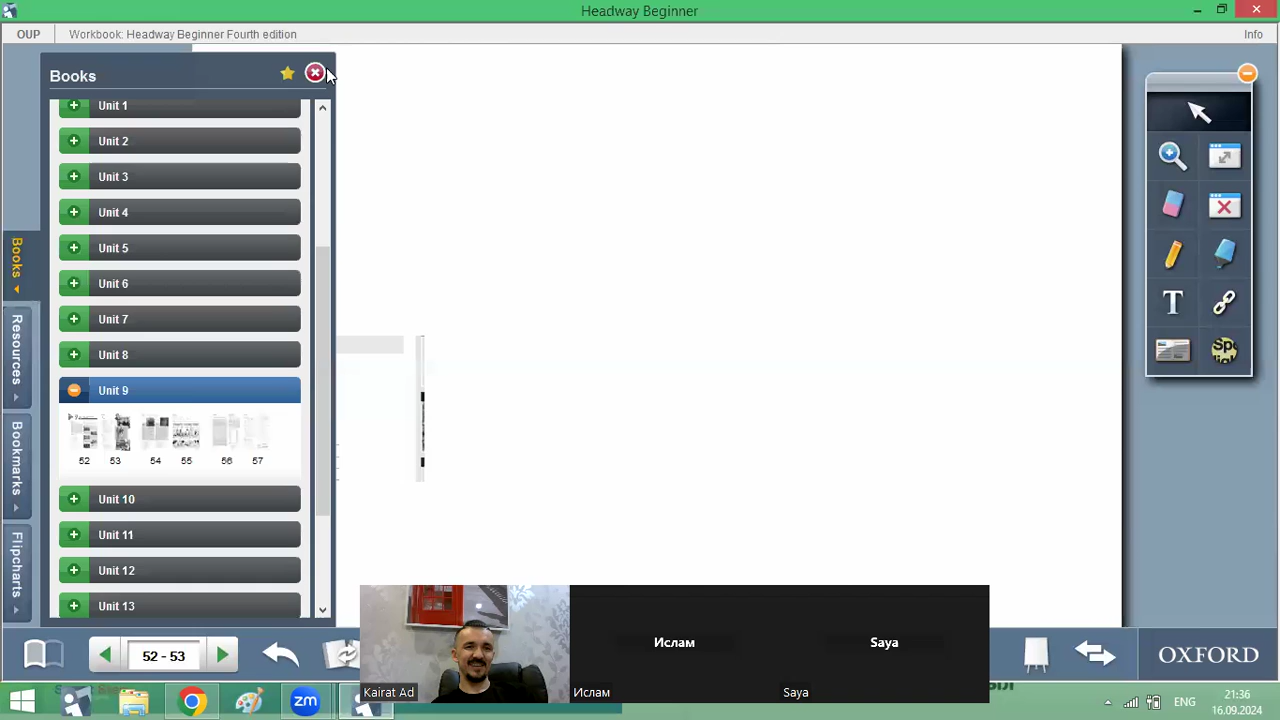 Headway Beginner
OUP
Workbook: Headway Beginner Fourth edition
Info
Books
Unit 1
Unit 2
Unit 3
Unit 4
Unit 5
Unit 6
Unit 7
Unit 8
Unit 9
52
53
54
55
56
57
Unit 10
Unit 11
Unit 12
Unit 13
Books
Resources
Bookmarks
Flipcharts
T
52 - 53
OXFORD
Kairat Ad
Ислам
Ислам
Saya
Saya
zm
ENG
21:36
16.09.2024